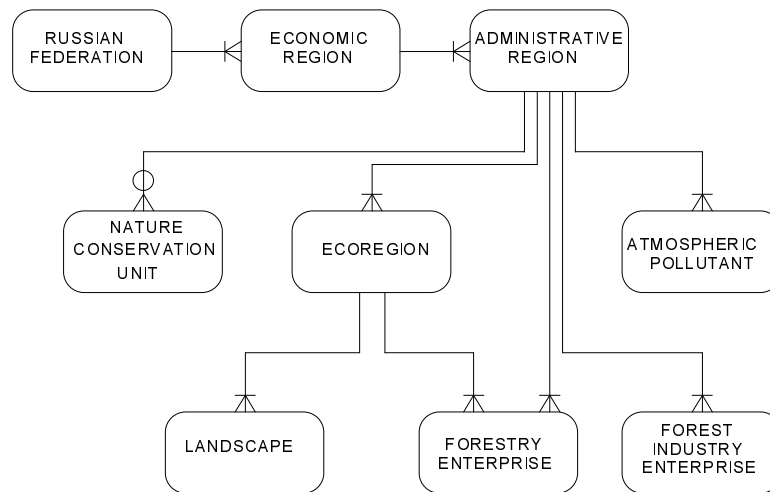 RUSSIAN
FEDERATION
ECONOMIC
REGION
ADMINISTRATIVE
REGION
NATURE
CONSERVATION
UNIT
ECOREGION
ATMOSPHERIC
POLLUTANT
LANDSCAPE
FORESTRY
ENTERPRISE
FOREST
INDUSTRY
ENTERPRISE